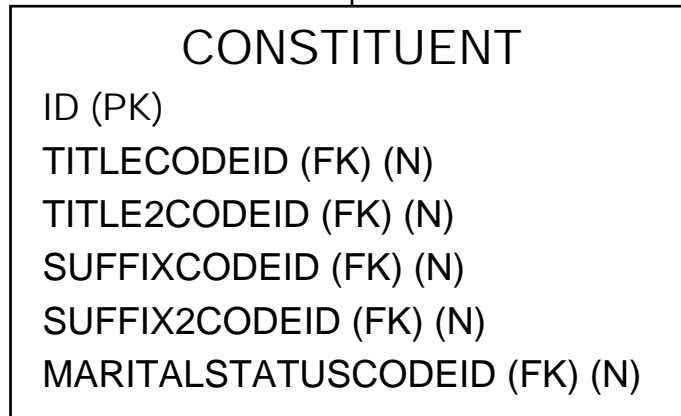 CONSTITUENT
ID (PK)
TITLECODEID (FK) (N)
TITLE2CODEID (FK) (N)
SUFFIXCODEID (FK) (N)
SUFFIX2CODEID (FK) (N)
MARITALSTATUSCODEID (FK) (N)